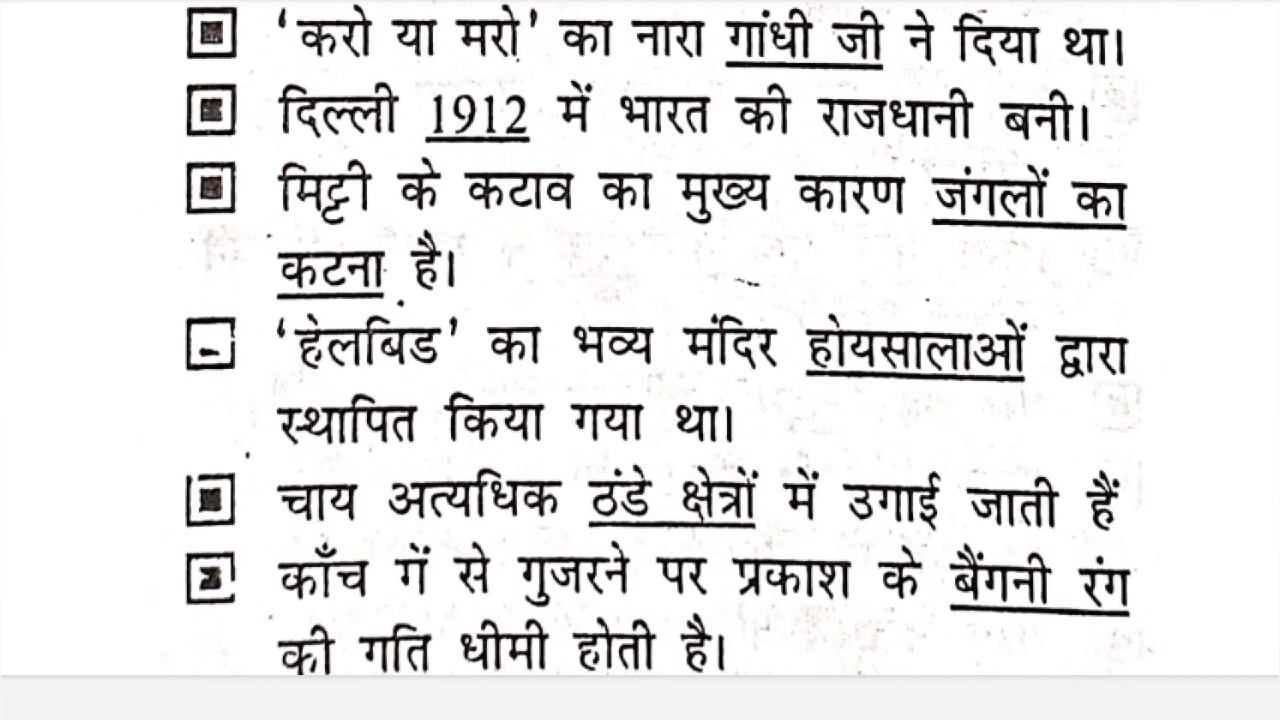 'करो या मरो' का नारा गांधी जी ने दिया था।
दिल्ली 1912 में भारत की राजधानी बनी।
मिट्टी के कटाव का मुख्य कारण जंगलों का
कटना है।
'हेलबिड' का भव्य मंदिर होयसालाओं द्वारा
स्थापित किया गया था।
चाय अत्यधिक ठंडे क्षेत्रों में उगाई जाती हैं
काँच गें से गुजरने पर प्रकाश के बैंगनी रंग
की गति धीमी होती है।